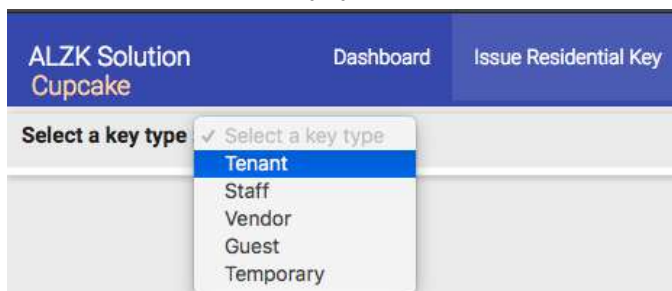 ALZK Solution
Cupcake
Dashboard
Issue Residential Key
Select a key type
✓ Select a key type
Tenant
Staff
Vendor
Guest
Temporary